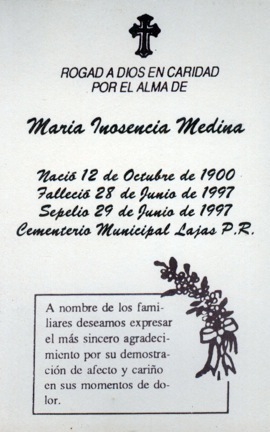 ROGAD A DIOS EN CARIDAD
POR EL ALMA DE
Maria Inosencia Medina
Nació 12 de Octubre de 1900
Falleció 28 de Junio de 1997
Sepelio 29 de Junio de 1997
Cementerio Municipal Lajas P.R.
A nombre de los fami-
liares deseamos expresar
el más sincero agradeci-
miento por su demostra-
ción de afecto y cariño
en sus momentos de do-
lor.